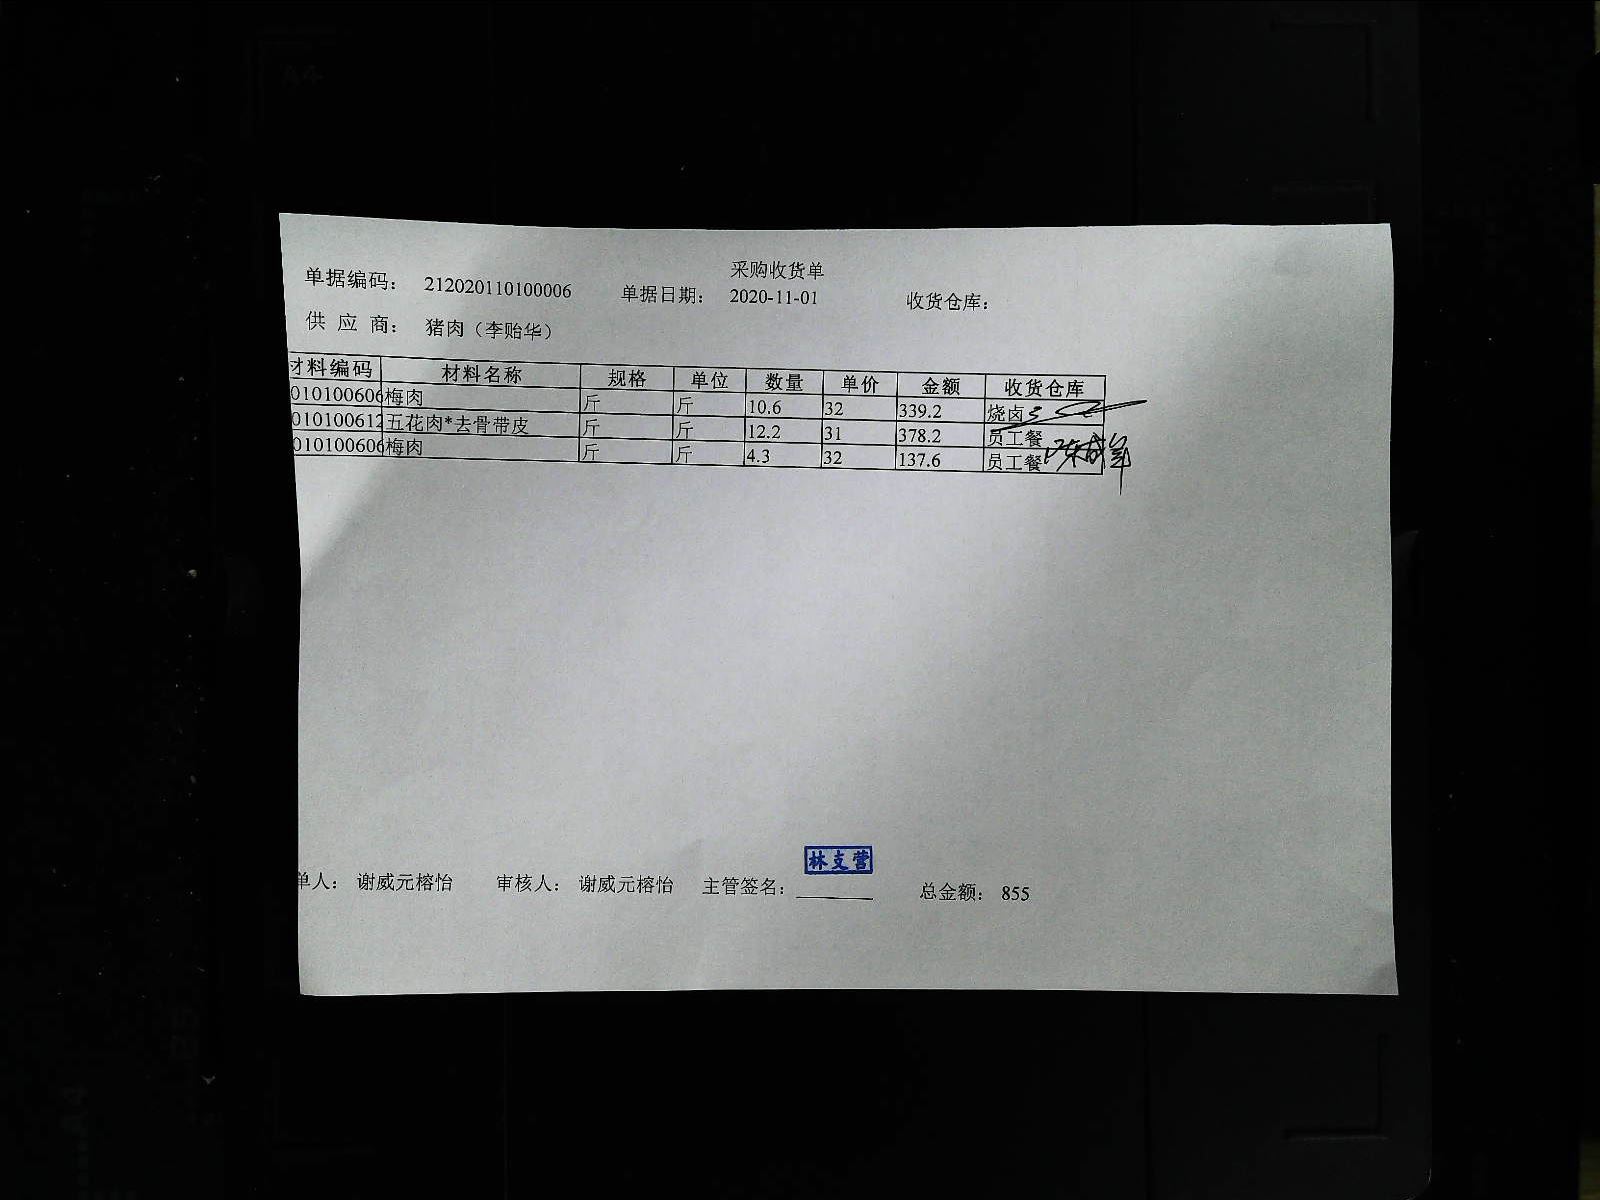 采购收货单
单据编码： 212020110100006 单据日期： 2020-11-01 收货仓库：
供 应 商： 猪肉（李贻华）
材料编码 材料名称 规格 单位 数量 单价 金额 收货仓库
010100606 梅肉 斤 斤 10.6 32 339.2 烧卤
010100612 五花肉*去骨带皮 斤 斤 12.2 31 378.2 员工餐
010100606 梅肉 斤 斤 4.3 32 137.6 员工餐
林支营
单人： 谢威元榕怡 审核人： 谢威元榕怡 主管签名： 总金额： 855